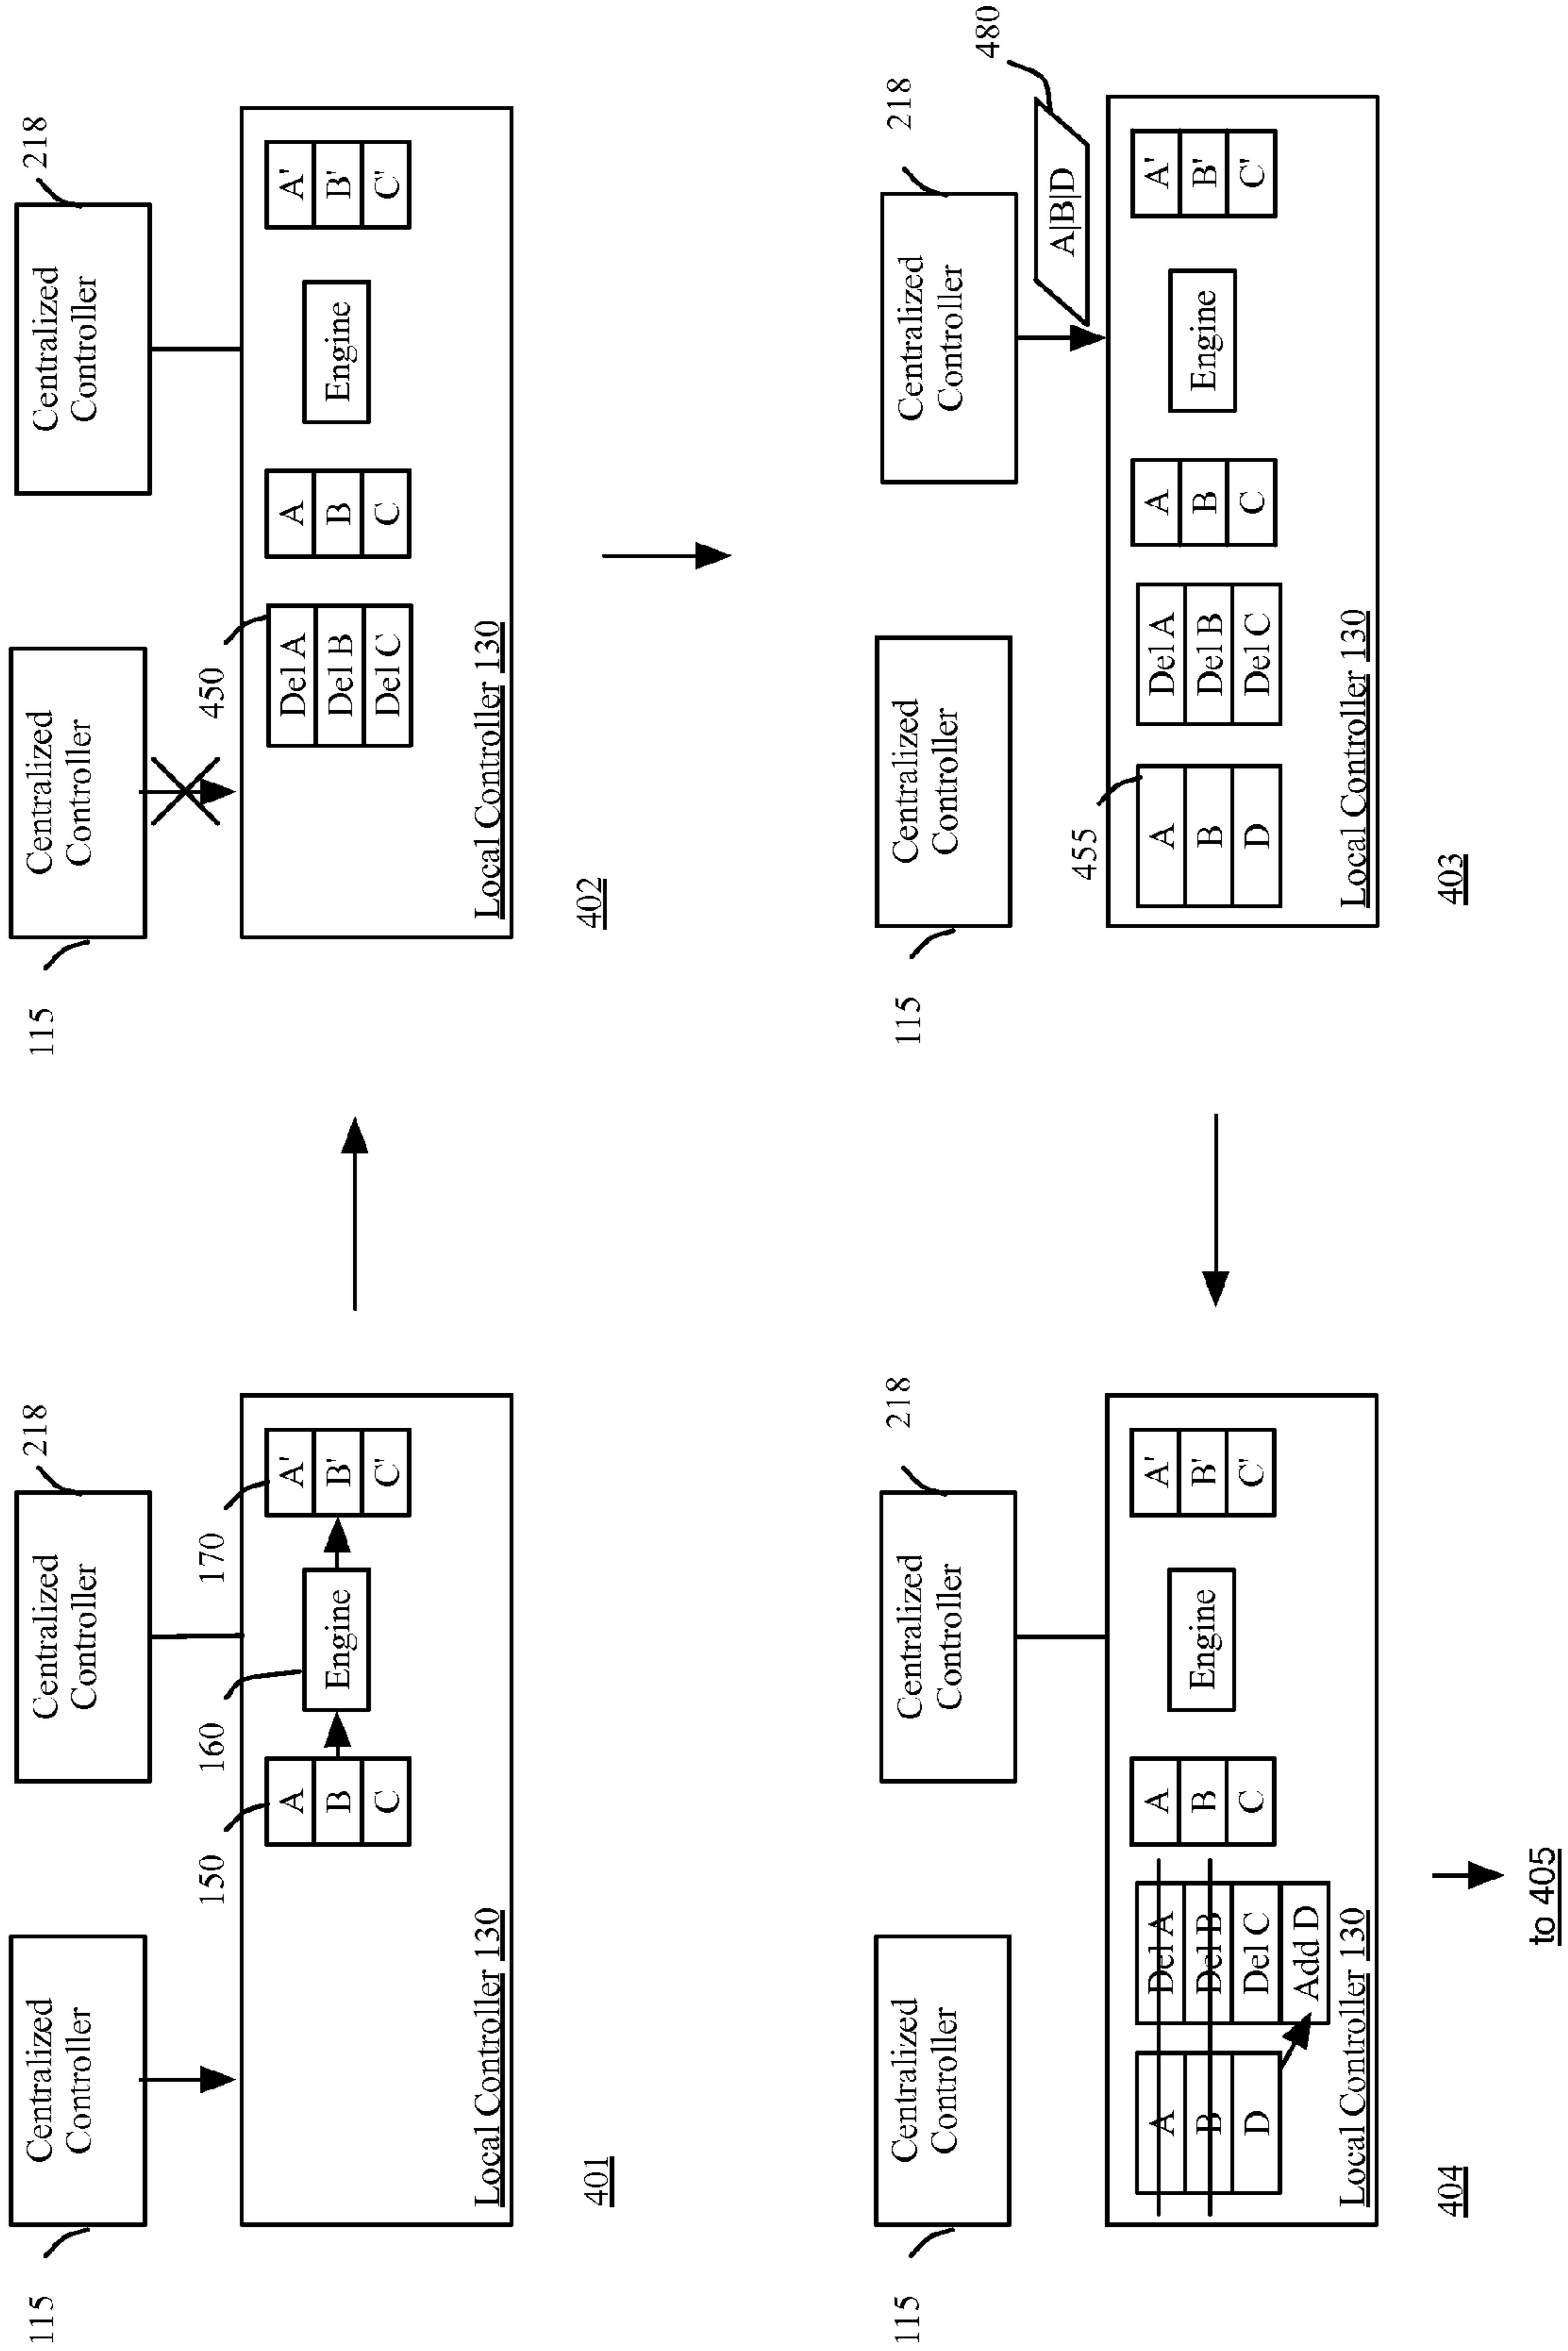 115
Centralized
Controller
Centralized
Controller
218
150
160
170
A
B
C
Engine
A'
B'
C'
Local Controller 130
401
115
Centralized
Controller
Centralized
Controller
218
450
Del A
Del B
Del C
A
B
C
Engine
A'
B'
C'
Local Controller 130
402
115
Centralized
Controller
Centralized
Controller
218
480
A|B|D
455
A
B
D
Del A
Del B
Del C
A
B
C
Engine
A'
B'
C'
Local Controller 130
403
115
Centralized
Controller
Centralized
Controller
218
A
B
D
Del A
Del B
Del C
Add D
A
B
C
Engine
A'
B'
C'
Local Controller 130
404
to 405